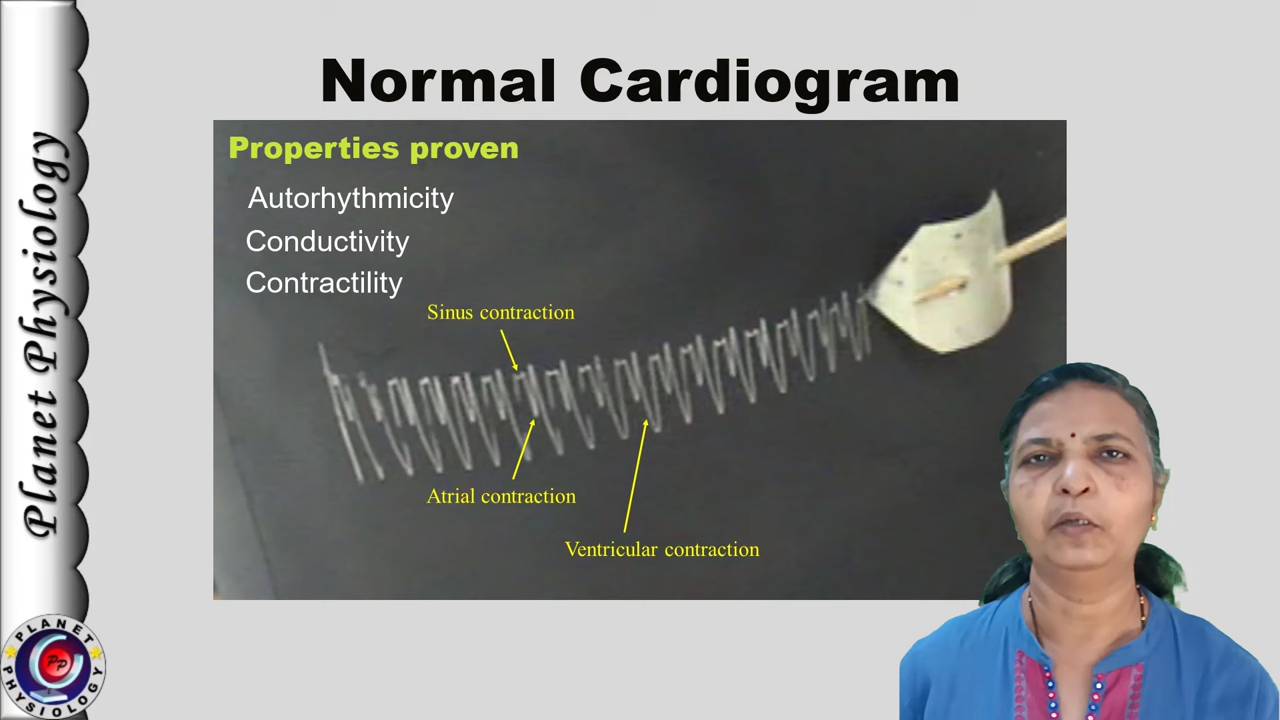 Normal Cardiogram
Properties proven
Autorhythmicity
Conductivity
Contractility
Sinus contraction
Atrial contraction
Ventricular contraction
Planet Physiology
PLANET
PP
PHYSIOLOGY